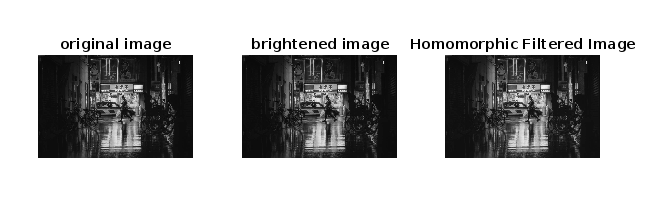 original image
brightened image
Homomorphic Filtered Image